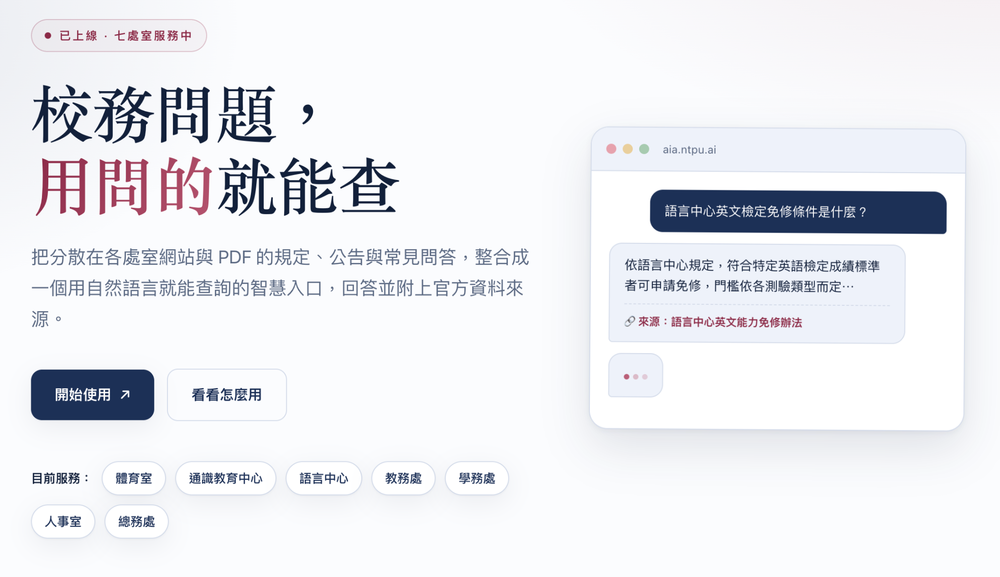 已上線 · 七處室服務中
校務問題，
用問的就能查
把分散在各處室網站與 PDF 的規定、公告與常見問答，整合成
一個用自然語言就能查詢的智慧入口，回答並附上官方資料來
源。
開始使用 ↗
看看怎麼用
目前服務：
體育室
通識教育中心
語言中心
教務處
學務處
人事室
總務處
aia.ntpu.ai
語言中心英文檢定免修條件是什麼？
依語言中心規定，符合特定英語檢定成績標準
者可申請免修，門檻依各測驗類型而定…
🔗 來源：語言中心英文能力免修辦法